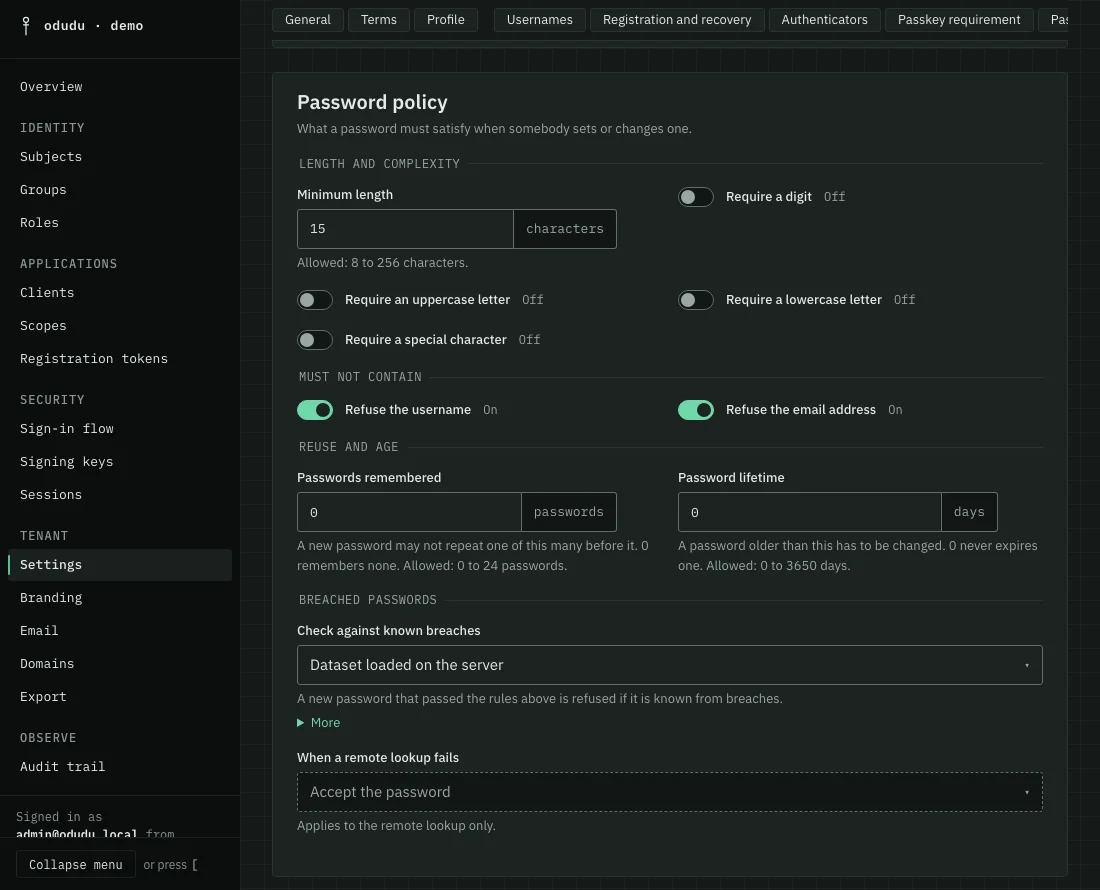 odudu · demo
General
Terms
Profile
Usernames
Registration and recovery
Authenticators
Passkey requirement
Overview
IDENTITY
Subjects
Groups
Roles
APPLICATIONS
Clients
Scopes
Registration tokens
SECURITY
Sign-in flow
Signing keys
Sessions
TENANT
Settings
Branding
Email
Domains
Export
OBSERVE
Audit trail
Signed in as
admin@odudu.local from
Collapse menu
or press [
Password policy
What a password must satisfy when somebody sets or changes one.
LENGTH AND COMPLEXITY
Minimum length
15 characters
Allowed: 8 to 256 characters.
Require a digit Off
Require an uppercase letter Off
Require a lowercase letter Off
Require a special character Off
MUST NOT CONTAIN
Refuse the username On
Refuse the email address On
REUSE AND AGE
Passwords remembered
0 passwords
A new password may not repeat one of this many before it. 0
remembers none. Allowed: 0 to 24 passwords.
Password lifetime
0 days
A password older than this has to be changed. 0 never expires
one. Allowed: 0 to 3650 days.
BREACHED PASSWORDS
Check against known breaches
Dataset loaded on the server
A new password that passed the rules above is refused if it is known from breaches.
More
When a remote lookup fails
Accept the password
Applies to the remote lookup only.